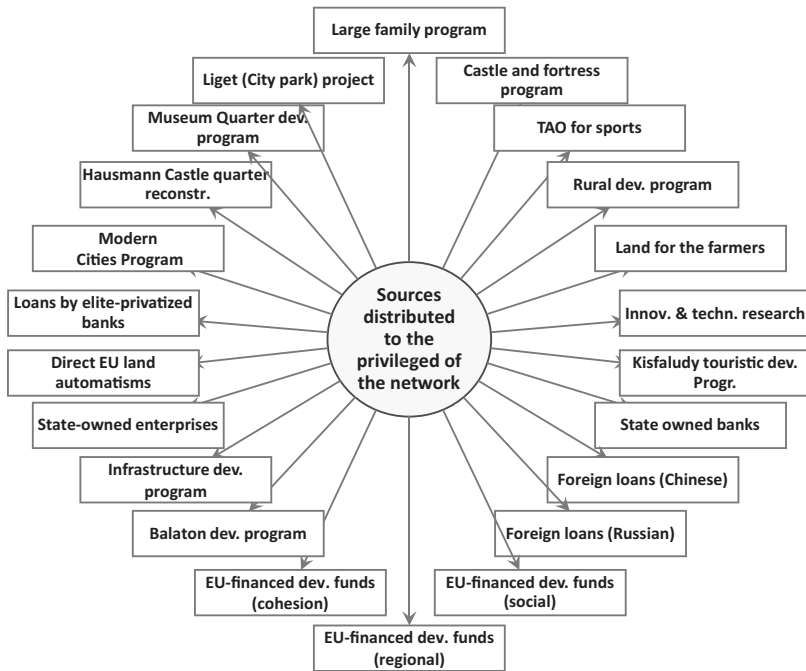 Large family program
Liget (City park) project
Castle and fortress
program
Museum Quarter dev.
program
TAO for sports
Hausmann Castle quarter
reconstr.
Rural dev. program
Modern
Cities Program
Land for the farmers
Sources
distributed
to the
privileged of
the network
Loans by elite-privatized
banks
Innov. & techn. research
Direct EU land
automatisms
Kisfaludy touristic dev.
Progr.
State-owned enterprises
State owned banks
Infrastructure dev.
program
Foreign loans (Chinese)
Balaton dev. program
Foreign loans (Russian)
EU-financed dev. funds
(cohesion)
EU-financed dev. funds
(social)
EU-financed dev. funds
(regional)